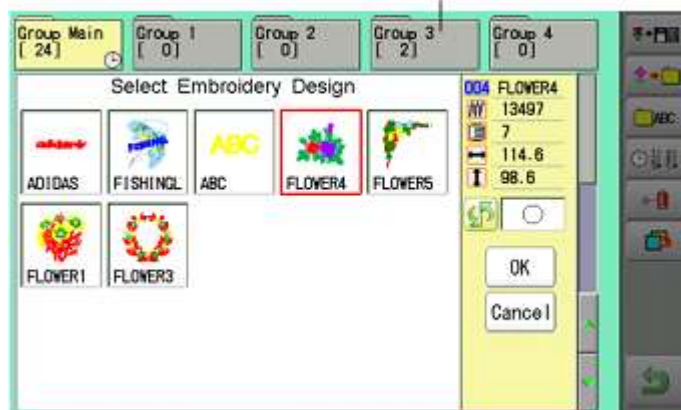 Group Main
[ 24]
Group 1
[ 0]
Group 2
[ 0]
Group 3
[ 2]
Group 4
[ 0]
Select Embroidery Design
ADIDAS
FISHINGL
ABC
ABC
FLOWER4
FLOWER5
FLOWER1
FLOWER3
004 FLOWER4
13497
7
114.6
98.6
OK
Cancel
ABC